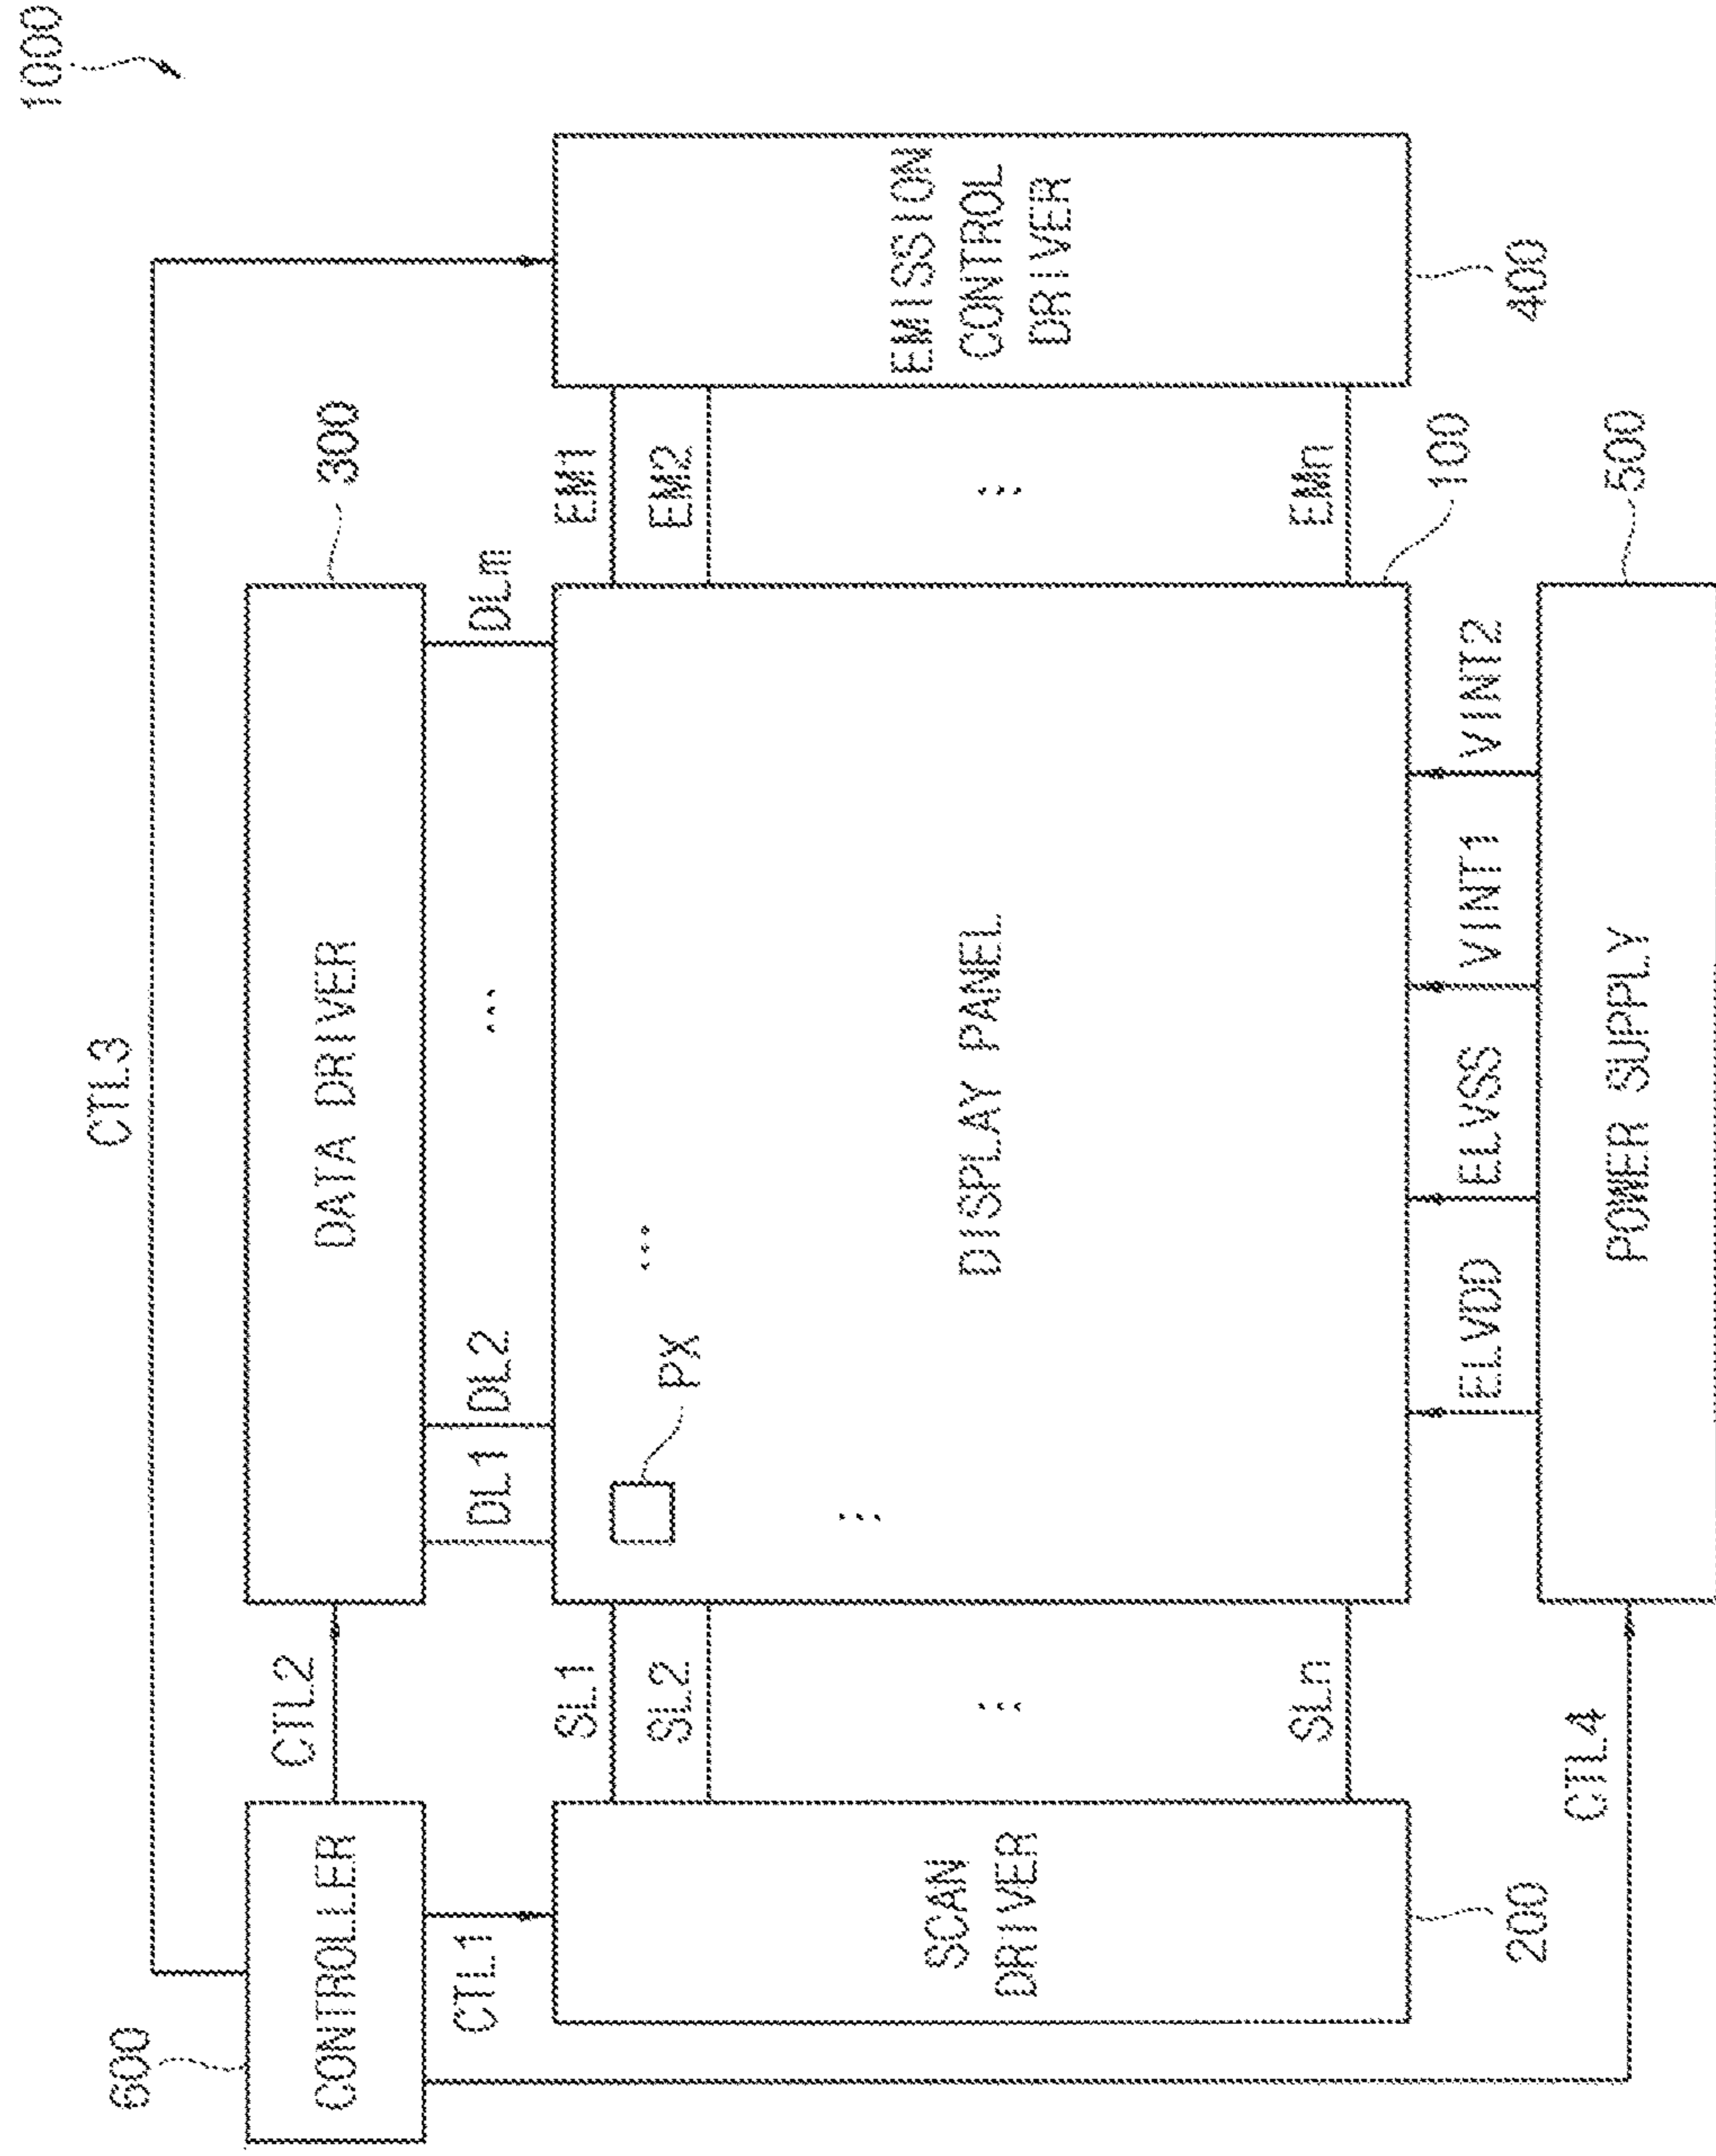 1000
CTL3
600
300
CONTROLLER
CTL2
DATA DRIVER
CTL1
DL1
DL2
...
DLm
SL1
SL2
⋮
SLn
PX
...
⋮
EM1
EM2
⋮
EMn
SCAN
DRIVER
DISPLAY PANEL
EMISSION
CONTROL
DRIVER
100
200
400
ELVDD
ELVSS
VINT1
VINT2
CTL4
500
POWER SUPPLY